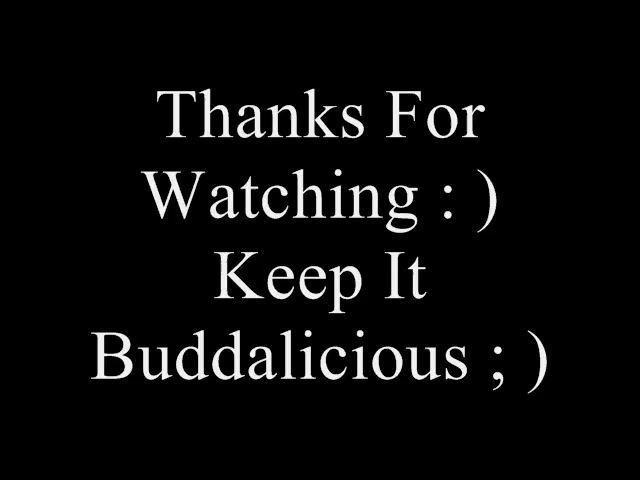 Thanks For
Watching : )
Keep It
Buddalicious ; )